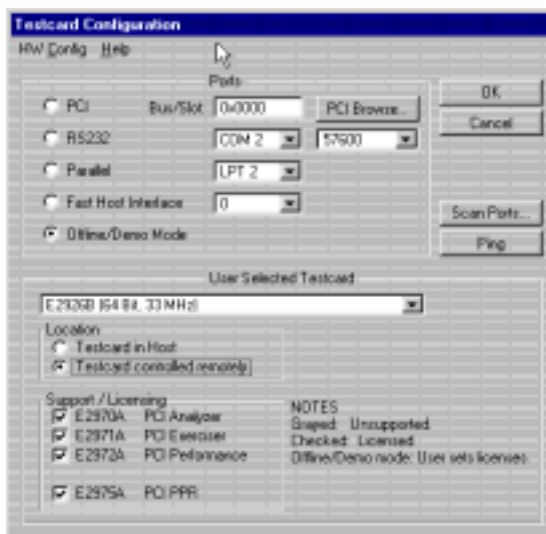 Testcard Configuration
HW Config Help
Ports
PCI Bus/Slot 0x0000 PCI Browse...
RS232 COM 2 57600
Parallel LPT 2
Fast Host Interface 0
Offline/Demo Mode
OK
Cancel
Scan Ports...
Ping
User Selected Testcard
E2926B (64 Bit, 33 MHz)
Location
Testcard in Host
Testcard controlled remotely
Support / Licensing
E2970A PCI Analyzer
E2971A PCI Exerciser
E2972A PCI Performance
E2975A PCI PPR
NOTES
Grayed: Unsupported.
Checked: Licensed.
Offline/Demo mode: User sets licenses.